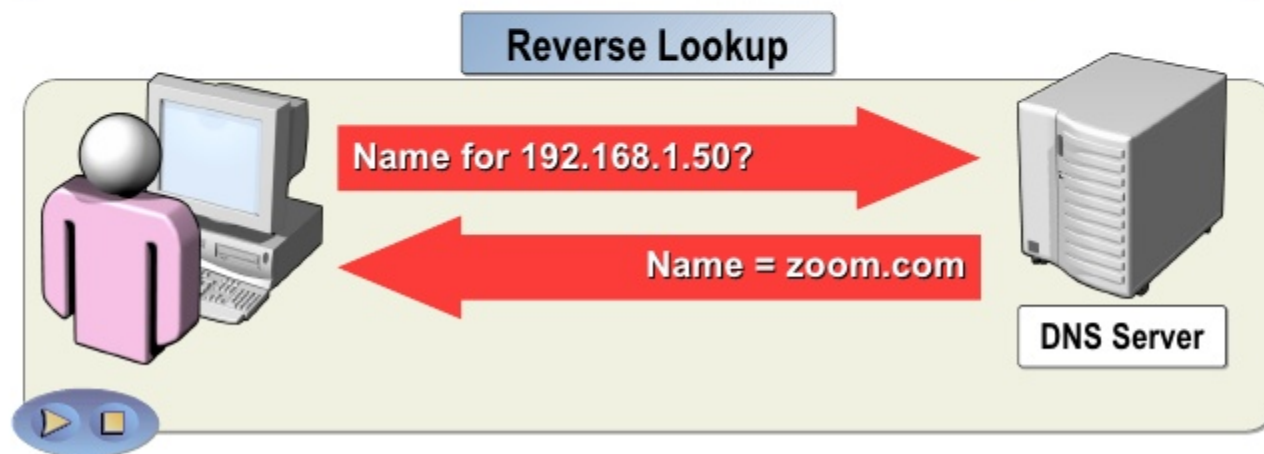 Reverse Lookup
Name for 192.168.1.50?
Name = zoom.com
DNS Server